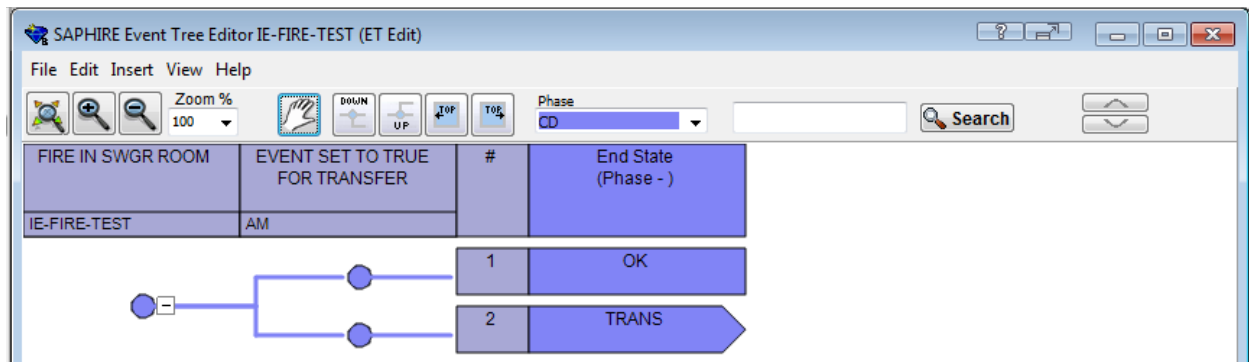 SAPHIRE Event Tree Editor IE-FIRE-TEST (ET Edit)
File Edit Insert View Help
Zoom %
100
DOWN
UP
TOP
TOP
Phase
CD
Search
FIRE IN SWGR ROOM
EVENT SET TO TRUE
FOR TRANSFER
#
End State
(Phase - )
IE-FIRE-TEST
AM
1
OK
2
TRANS